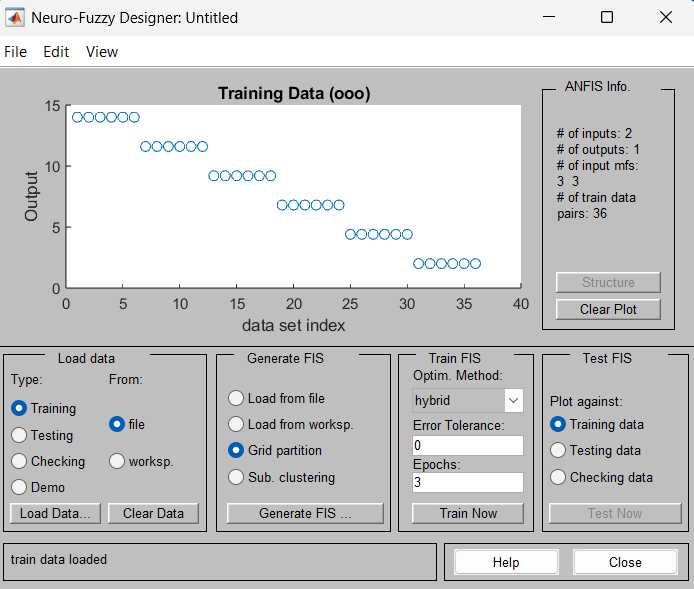 Neuro-Fuzzy Designer: Untitled
File Edit View
Training Data (ooo)
15
10
5
0
Output
0 5 10 15 20 25 30 35 40
data set index
ANFIS Info.
# of inputs: 2
# of outputs: 1
# of input mfs:
3 3
# of train data
pairs: 36
Structure
Clear Plot
Load data
Type: From:
Training
file
Testing
Checking
worksp.
Demo
Load Data... Clear Data
Generate FIS
Load from file
Load from worksp.
Grid partition
Sub. clustering
Generate FIS ...
Train FIS
Optim. Method:
hybrid
Error Tolerance:
0
Epochs:
3
Train Now
Test FIS
Plot against:
Training data
Testing data
Checking data
Test Now
train data loaded
Help Close